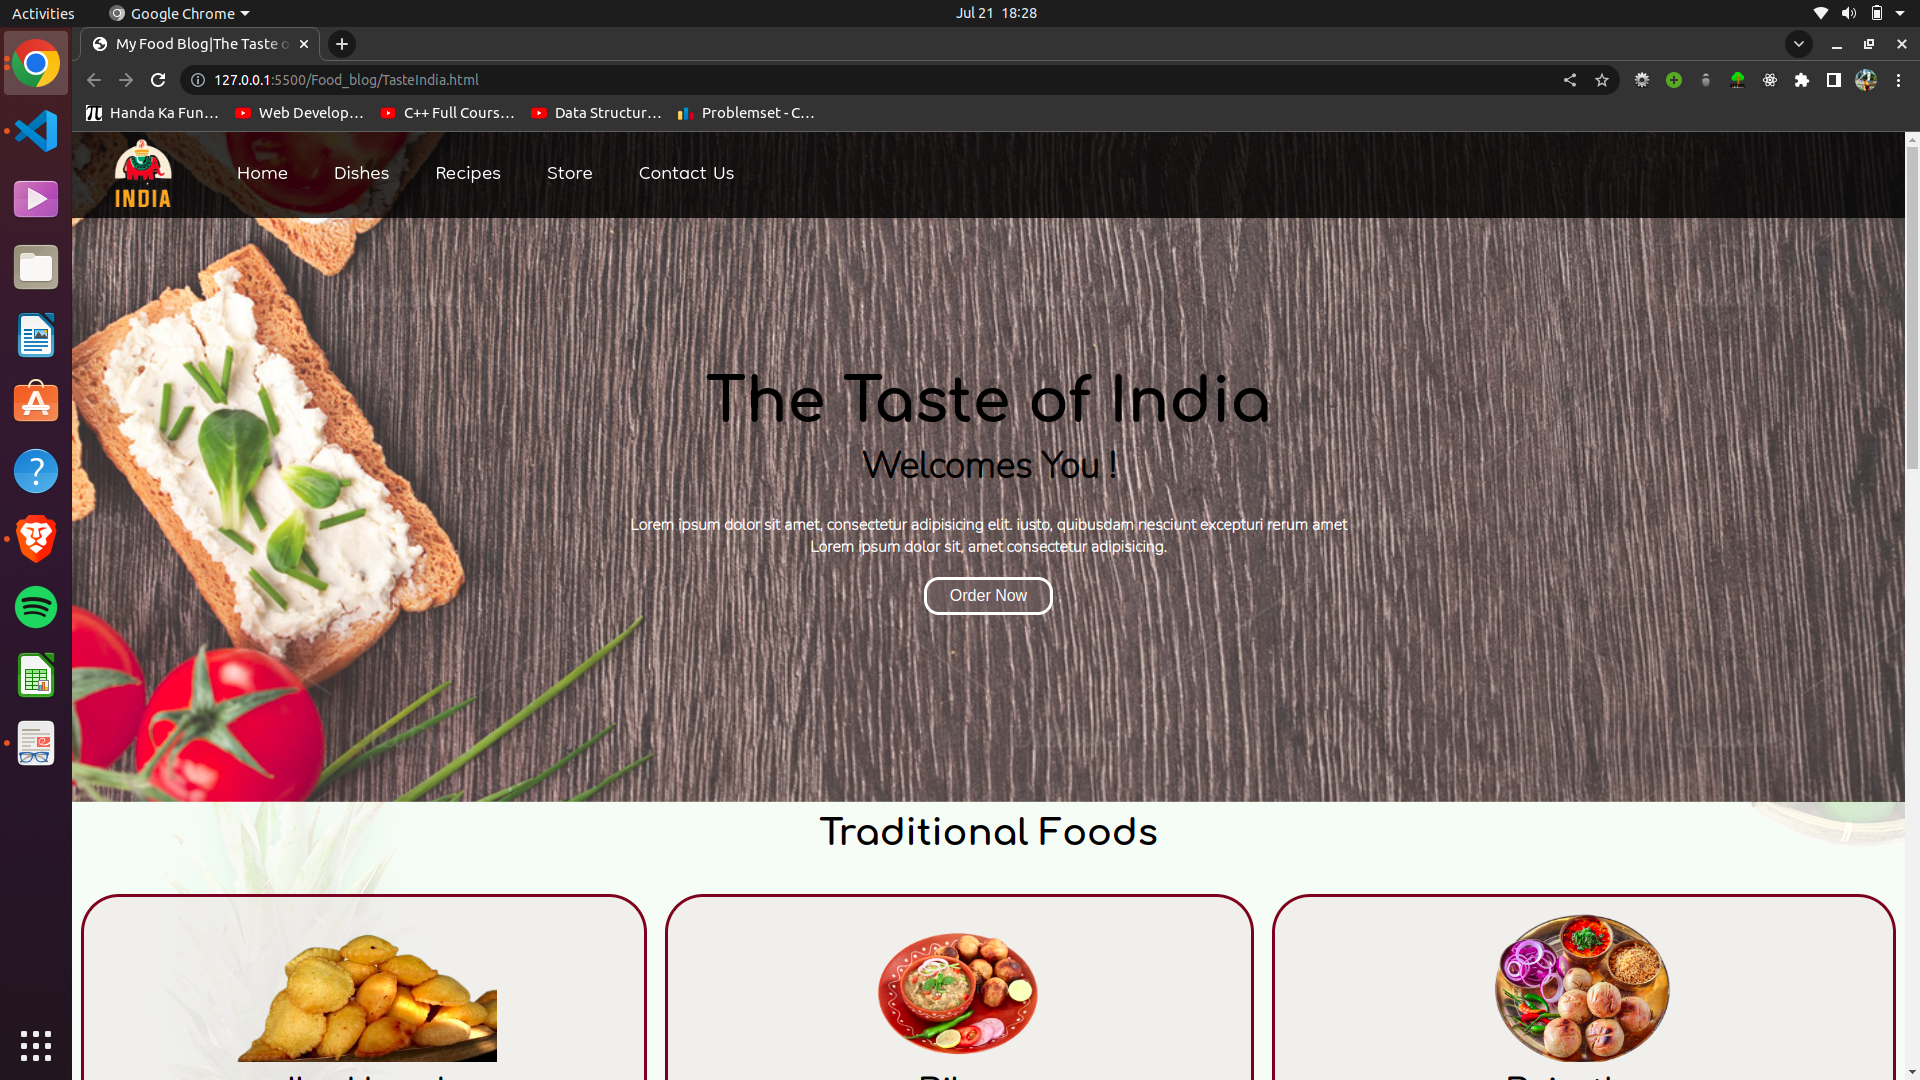 Activities
Google Chrome
Jul 21 18:28
My Food Blog|The Taste o
127.0.0.1:5500/Food_blog/TasteIndia.html
Handa Ka Fun...
Web Develop...
C++ Full Cours...
Data Structur...
Problemset - C...
INDIA
Home
Dishes
Recipes
Store
Contact Us
The Taste of India
Welcomes You !
Lorem ipsum dolor sit amet, consectetur adipisicing elit. iusto, quibusdam nesciunt excepturi rerum amet
Lorem ipsum dolor sit, amet consectetur adipisicing.
Order Now
Traditional Foods